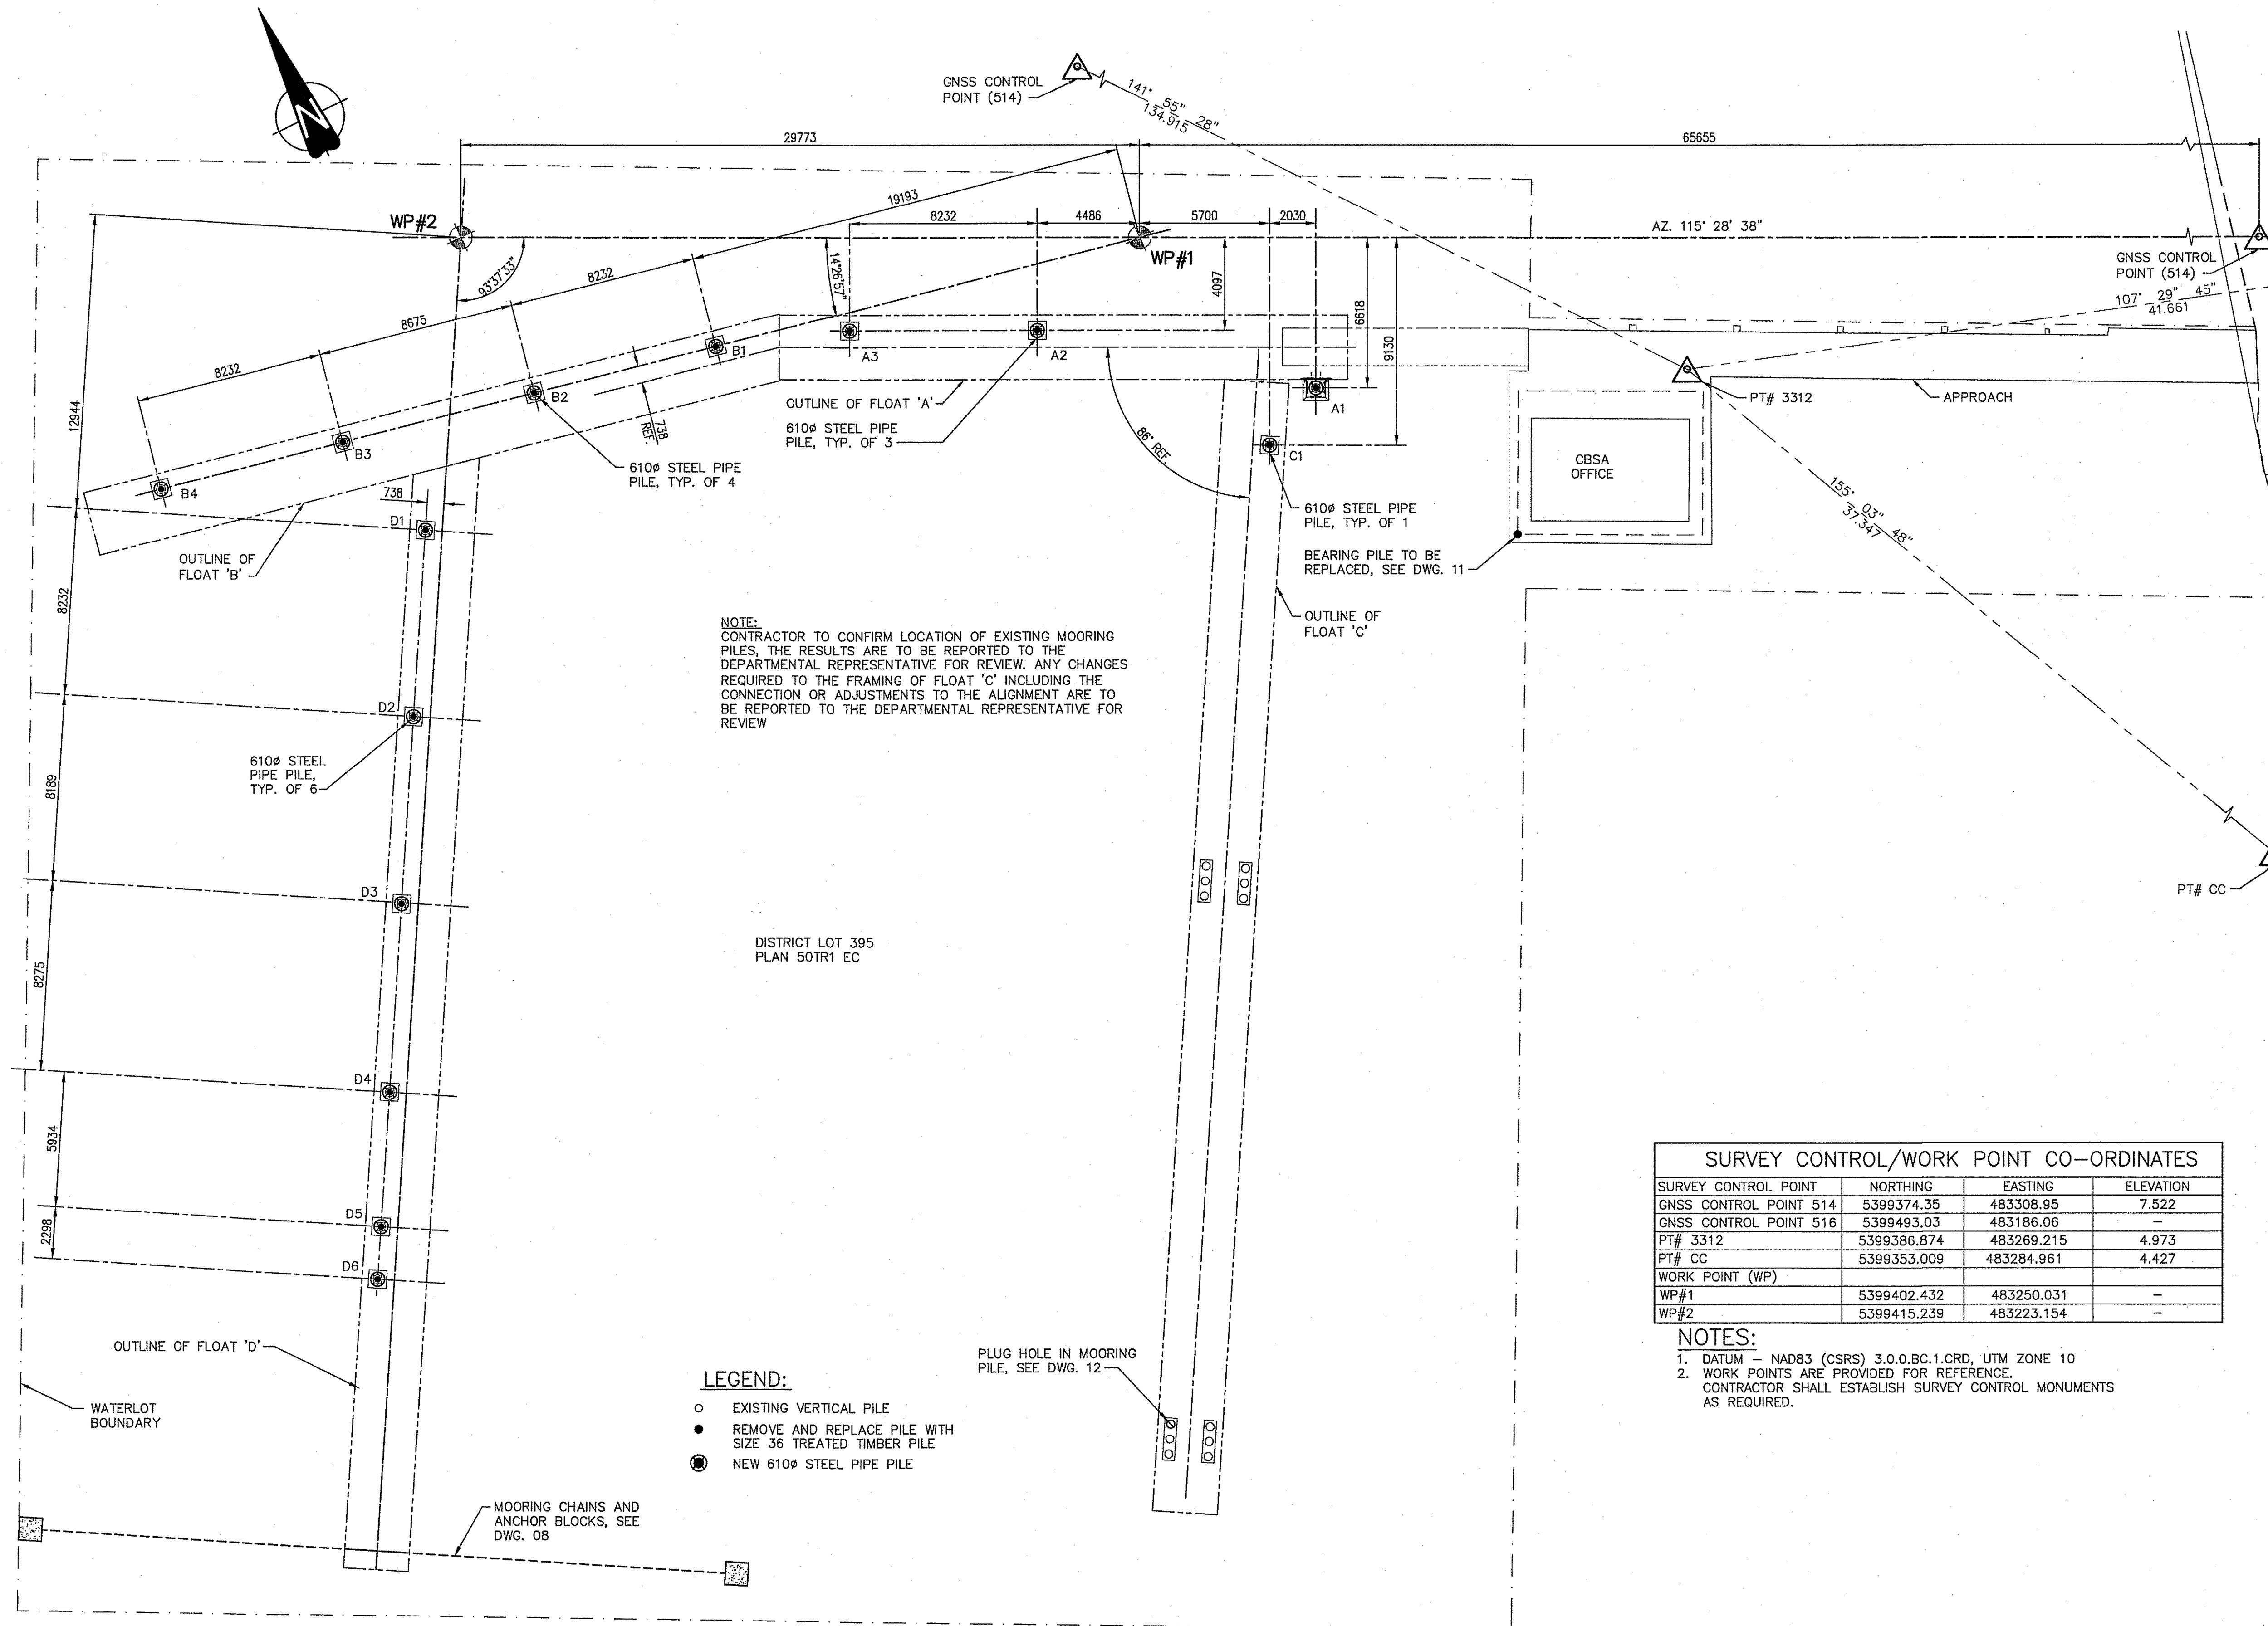 N
GNSS CONTROL
POINT (514)
141° 55" 28"
134.915
29773
65655
19193
8232
4486
5700
2030
WP#2
WP#1
AZ. 115° 28' 38"
GNSS CONTROL
POINT (514)
107° 29" 45"
41.661
93°37'33"
14°26'57"
8232
8675
8232
4097
6618
9130
12944
B1
B2
B3
B4
A3
A2
A1
C1
738
REF.
86° REF.
OUTLINE OF FLOAT 'A'
610ø STEEL PIPE
PILE, TYP. OF 3
610ø STEEL PIPE
PILE, TYP. OF 4
PT# 3312
APPROACH
CBSA
OFFICE
155° 03" 48"
37.347
738
D1
OUTLINE OF
FLOAT 'B'
610ø STEEL PIPE
PILE, TYP. OF 1
BEARING PILE TO BE
REPLACED, SEE DWG. 11
OUTLINE OF
FLOAT 'C'
8232
NOTE:
CONTRACTOR TO CONFIRM LOCATION OF EXISTING MOORING
PILES, THE RESULTS ARE TO BE REPORTED TO THE
DEPARTMENTAL REPRESENTATIVE FOR REVIEW. ANY CHANGES
REQUIRED TO THE FRAMING OF FLOAT 'C' INCLUDING THE
CONNECTION OR ADJUSTMENTS TO THE ALIGNMENT ARE TO
BE REPORTED TO THE DEPARTMENTAL REPRESENTATIVE FOR
REVIEW
D2
610ø STEEL
PIPE PILE,
TYP. OF 6
8189
D3
PT# CC
DISTRICT LOT 395
PLAN 50TR1 EC
8275
D4
5934
D5
2298
D6
SURVEY CONTROL/WORK POINT CO-ORDINATES
SURVEY CONTROL POINT NORTHING EASTING ELEVATION
GNSS CONTROL POINT 514 5399374.35 483308.95 7.522
GNSS CONTROL POINT 516 5399493.03 483186.06 –
PT# 3312 5399386.874 483269.215 4.973
PT# CC 5399353.009 483284.961 4.427
WORK POINT (WP)
WP#1 5399402.432 483250.031 –
WP#2 5399415.239 483223.154 –
NOTES:
1. DATUM – NAD83 (CSRS) 3.0.0.BC.1.CRD, UTM ZONE 10
2. WORK POINTS ARE PROVIDED FOR REFERENCE.
CONTRACTOR SHALL ESTABLISH SURVEY CONTROL MONUMENTS
AS REQUIRED.
OUTLINE OF FLOAT 'D'
WATERLOT
BOUNDARY
PLUG HOLE IN MOORING
PILE, SEE DWG. 12
LEGEND:
EXISTING VERTICAL PILE
REMOVE AND REPLACE PILE WITH
SIZE 36 TREATED TIMBER PILE
NEW 610ø STEEL PIPE PILE
MOORING CHAINS AND
ANCHOR BLOCKS, SEE
DWG. 08